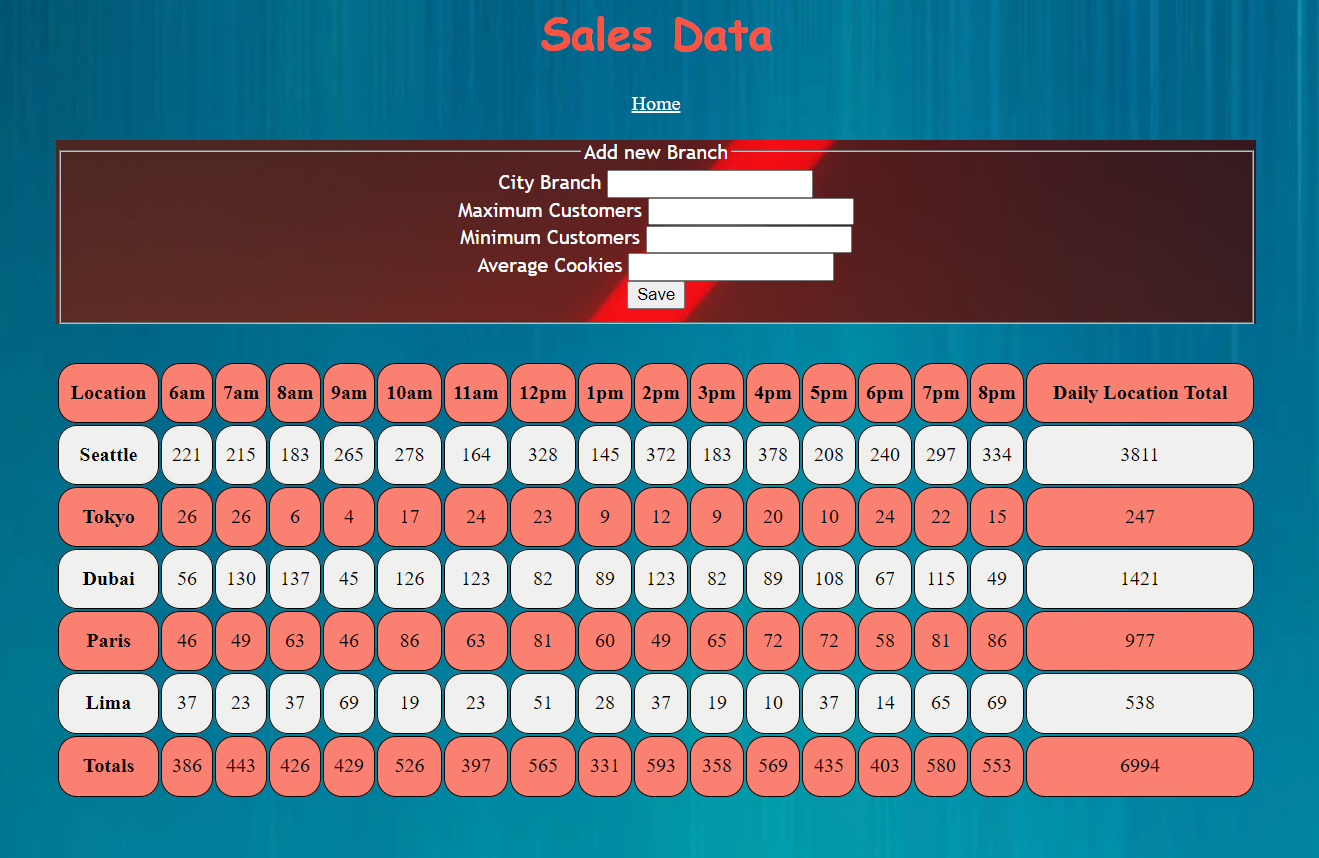 Sales Data
Home
Add new Branch
City Branch
Maximum Customers
Minimum Customers
Average Cookies
Save
Location 6am 7am 8am 9am 10am 11am 12pm 1pm 2pm 3pm 4pm 5pm 6pm 7pm 8pm Daily Location Total
Seattle 221 215 183 265 278 164 328 145 372 183 378 208 240 297 334 3811
Tokyo 26 26 6 4 17 24 23 9 12 9 20 10 24 22 15 247
Dubai 56 130 137 45 126 123 82 89 123 82 89 108 67 115 49 1421
Paris 46 49 63 46 86 63 81 60 49 65 72 72 58 81 86 977
Lima 37 23 37 69 19 23 51 28 37 19 10 37 14 65 69 538
Totals 386 443 426 429 526 397 565 331 593 358 569 435 403 580 553 6994